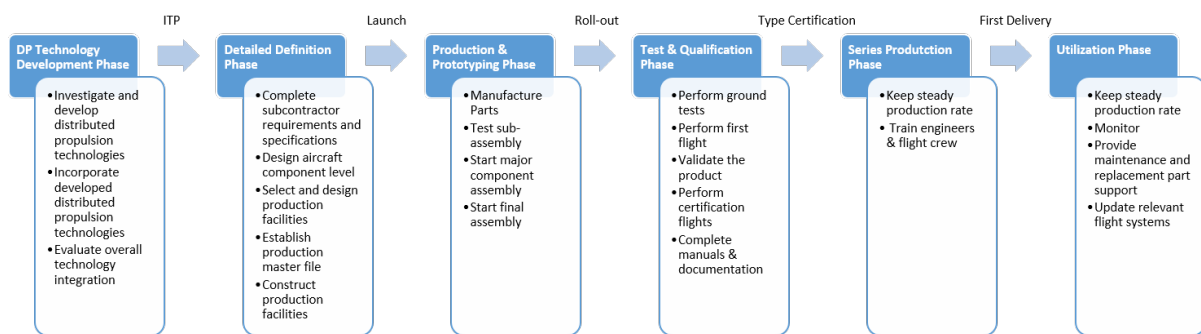 ITP
Launch
Roll-out
Type Certification
First Delivery
DP Technology
Development Phase
•Investigate and
develop
distributed
propulsion
technologies
•Incorporate
developed
distributed
propulsion
technologies
•Evaluate overall
technology
integration
Detailed Definition
Phase
•Complete
subcontractor
requirements and
specifications
•Design aircraft
component level
•Select and design
production
facilities
•Establish
production
master file
•Construct
production
facilities
Production &
Prototyping Phase
•Manufacture
Parts
•Test sub-
assembly
•Start major
component
assembly
•Start final
assembly
Test & Qualification
Phase
•Perform ground
tests
•Perform first
flight
•Validate the
product
•Perform
certification
flights
•Complete
manuals &
documentation
Series Produtction
Phase
•Keep steady
production rate
• Train engineers
& flight crew
Utilization Phase
•Keep steady
production rate
•Monitor
•Provide
maintenance and
replacement part
support
•Update relevant
flight systems